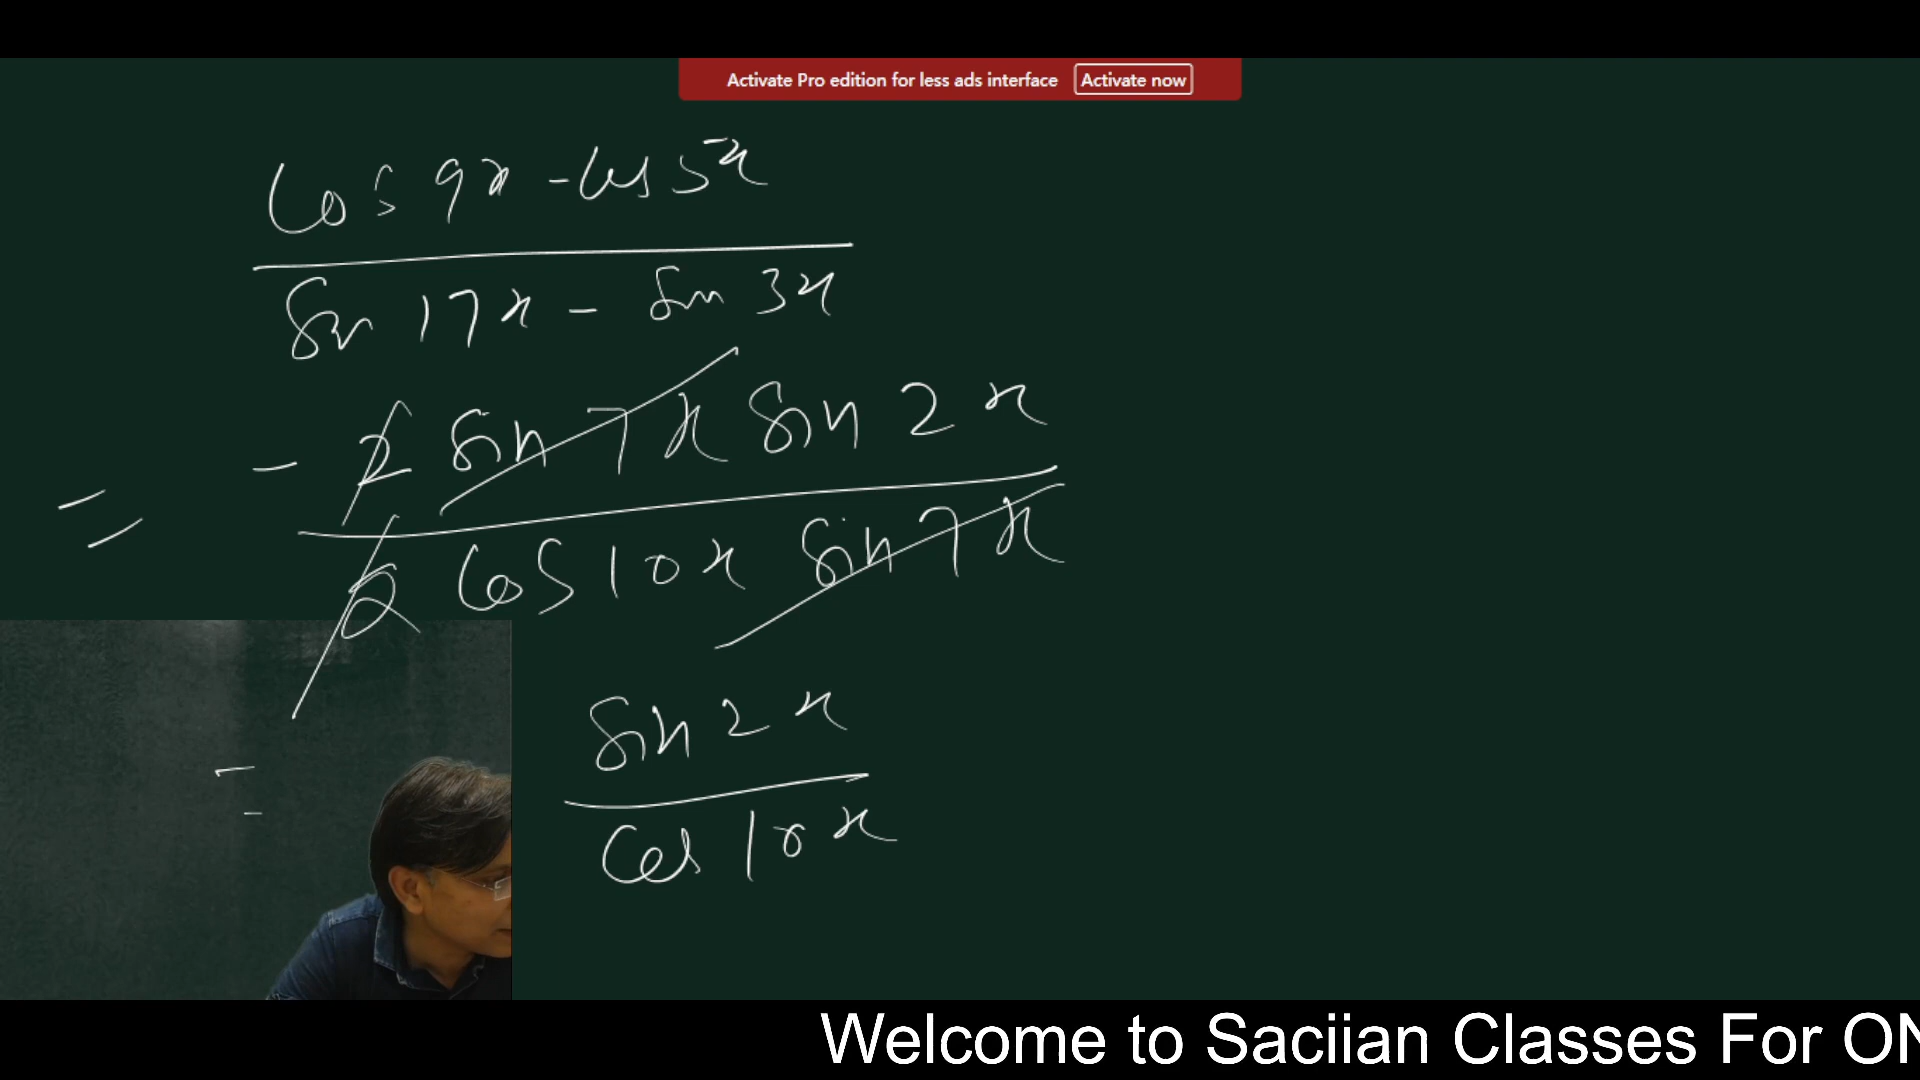 Activate Pro edition for less ads interface Activate now
cos 9x - cos 5x
sin 17x - sin 3x
= - 2 sin 7x sin 2x
2 cos 10x sin 7x
= - sin 2x
cos 10x
Welcome to Saciian Classes For ON